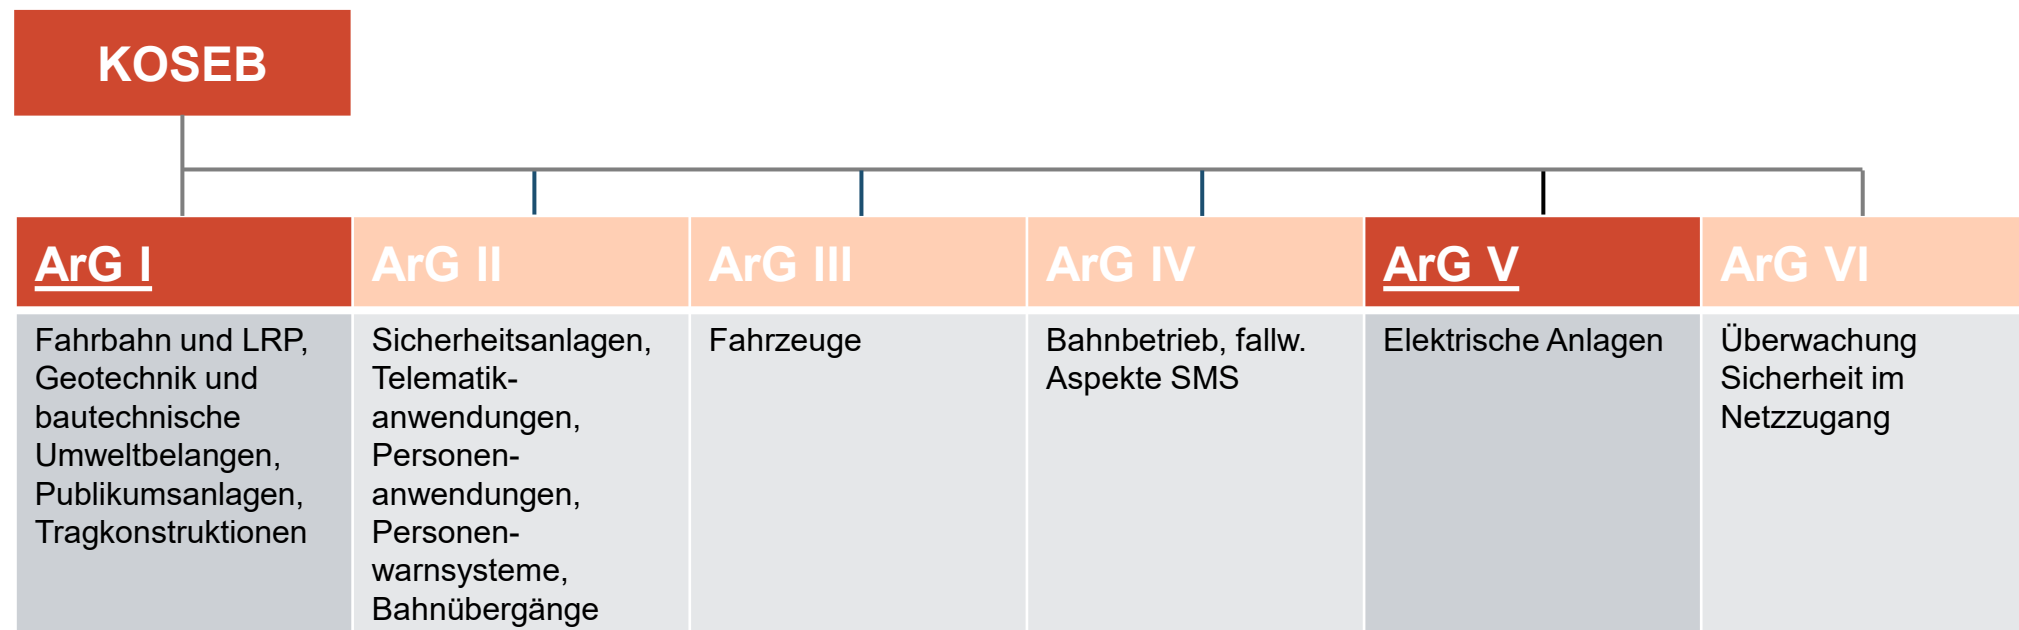 KOSEB
ArG I
ArG II
ArG III
ArG IV
ArG V
ArG VI
Fahrbahn und LRP,
Geotechnik und
bautechnische
Umweltbelangen,
Publikumsanlagen,
Tragkonstruktionen
Sicherheitsanlagen,
Telematik-
anwendungen,
Personen-
anwendungen,
Personen-
warnsysteme,
Bahnübergänge
Fahrzeuge
Bahnbetrieb, fallw.
Aspekte SMS
Elektrische Anlagen
Überwachung
Sicherheit im
Netzzugang